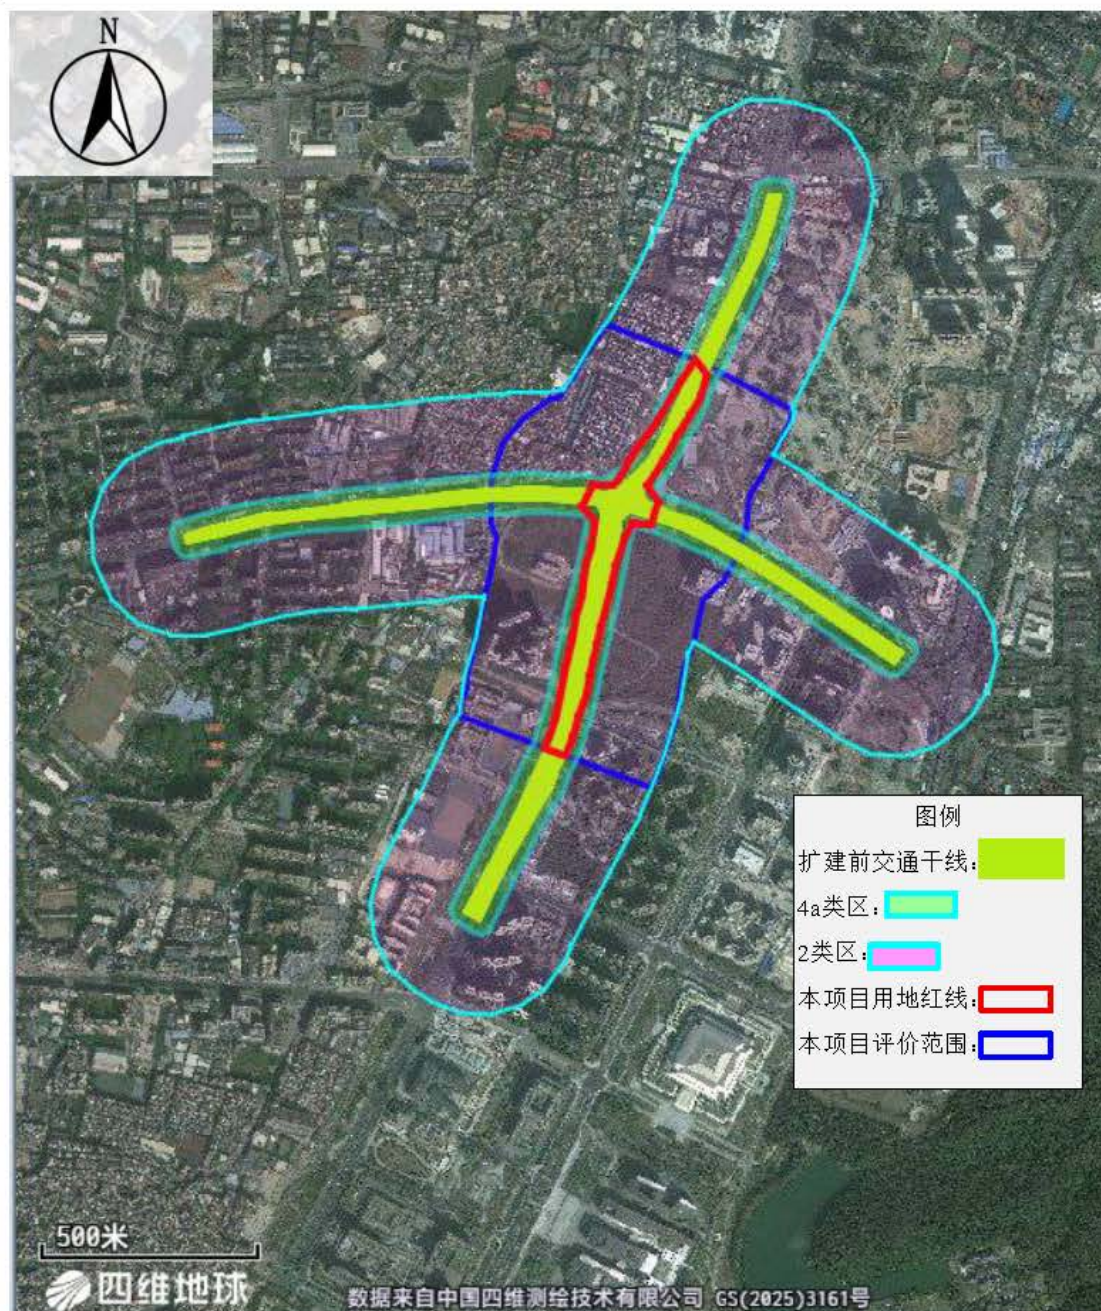 N
图例
扩建前交通干线：
4a类区：
2类区：
本项目用地红线：
本项目评价范围：
500米
四维地球
数据来自中国四维测绘技术有限公司 GS(2025)3161号